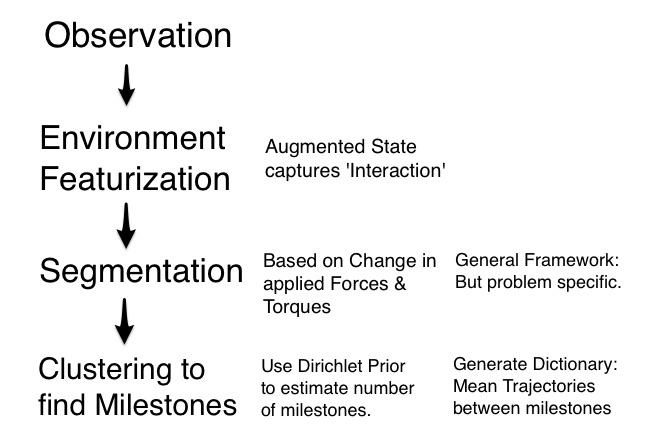 Observation
Environment
Featurization
Augmented State
captures 'Interaction'
Segmentation
Based on Change in
applied Forces &
Torques
General Framework:
But problem specific.
Clustering to
find Milestones
Use Dirichlet Prior
to estimate number
of milestones.
Generate Dictionary:
Mean Trajectories
between milestones